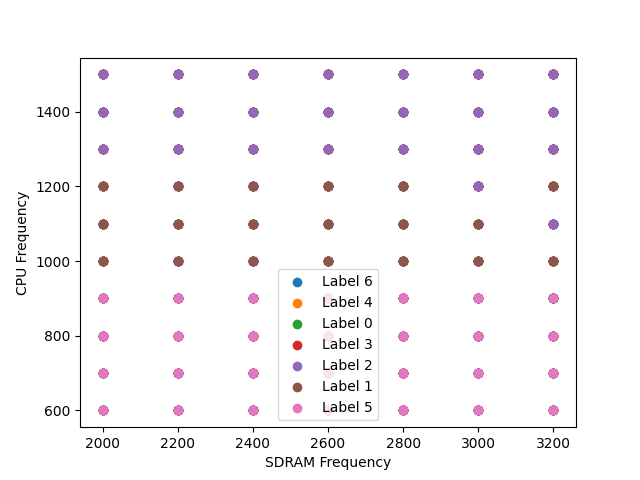 1400
1200
1000
800
600
CPU Frequency
Label 6
Label 4
Label 0
Label 3
Label 2
Label 1
Label 5
2000 2200 2400 2600 2800 3000 3200
SDRAM Frequency